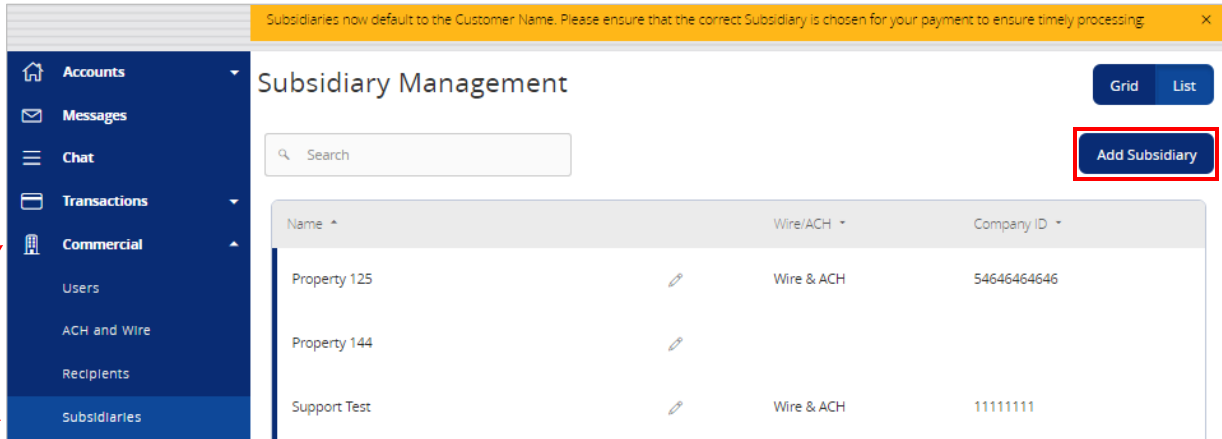 Subsidiaries now default to the Customer Name. Please ensure that the correct Subsidiary is chosen for your payment to ensure timely processing.
Accounts
Messages
Chat
Transactions
Commercial
Users
ACH and Wire
Recipients
Subsidiaries
Subsidiary Management
Grid List
Search
Add Subsidiary
Name Wire/ACH Company ID
Property 125 Wire & ACH 54646464646
Property 144
Support Test Wire & ACH 11111111